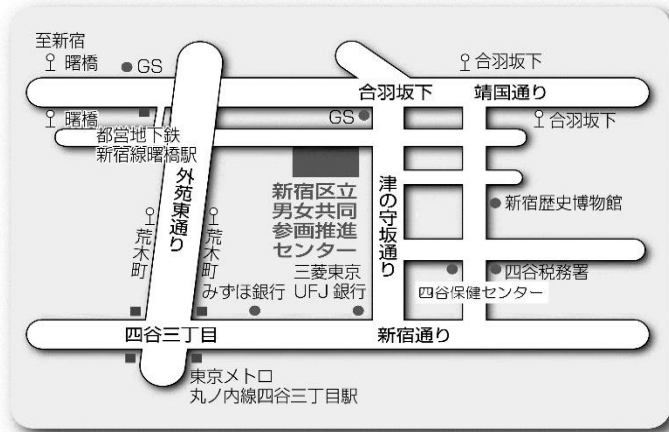 至新宿
曙橋
GS
合羽坂下
合羽坂下
靖国通り
曙橋
GS
合羽坂下
都営地下鉄
新宿線曙橋駅
外苑東通り
新宿区立
男女共同
参画推進
センター
津の守坂通り
新宿歴史博物館
荒木町
荒木町
三菱東京
UFJ銀行
みずほ銀行
四谷税務署
四谷保健センター
四谷三丁目
新宿通り
東京メトロ
丸ノ内線四谷三丁目駅